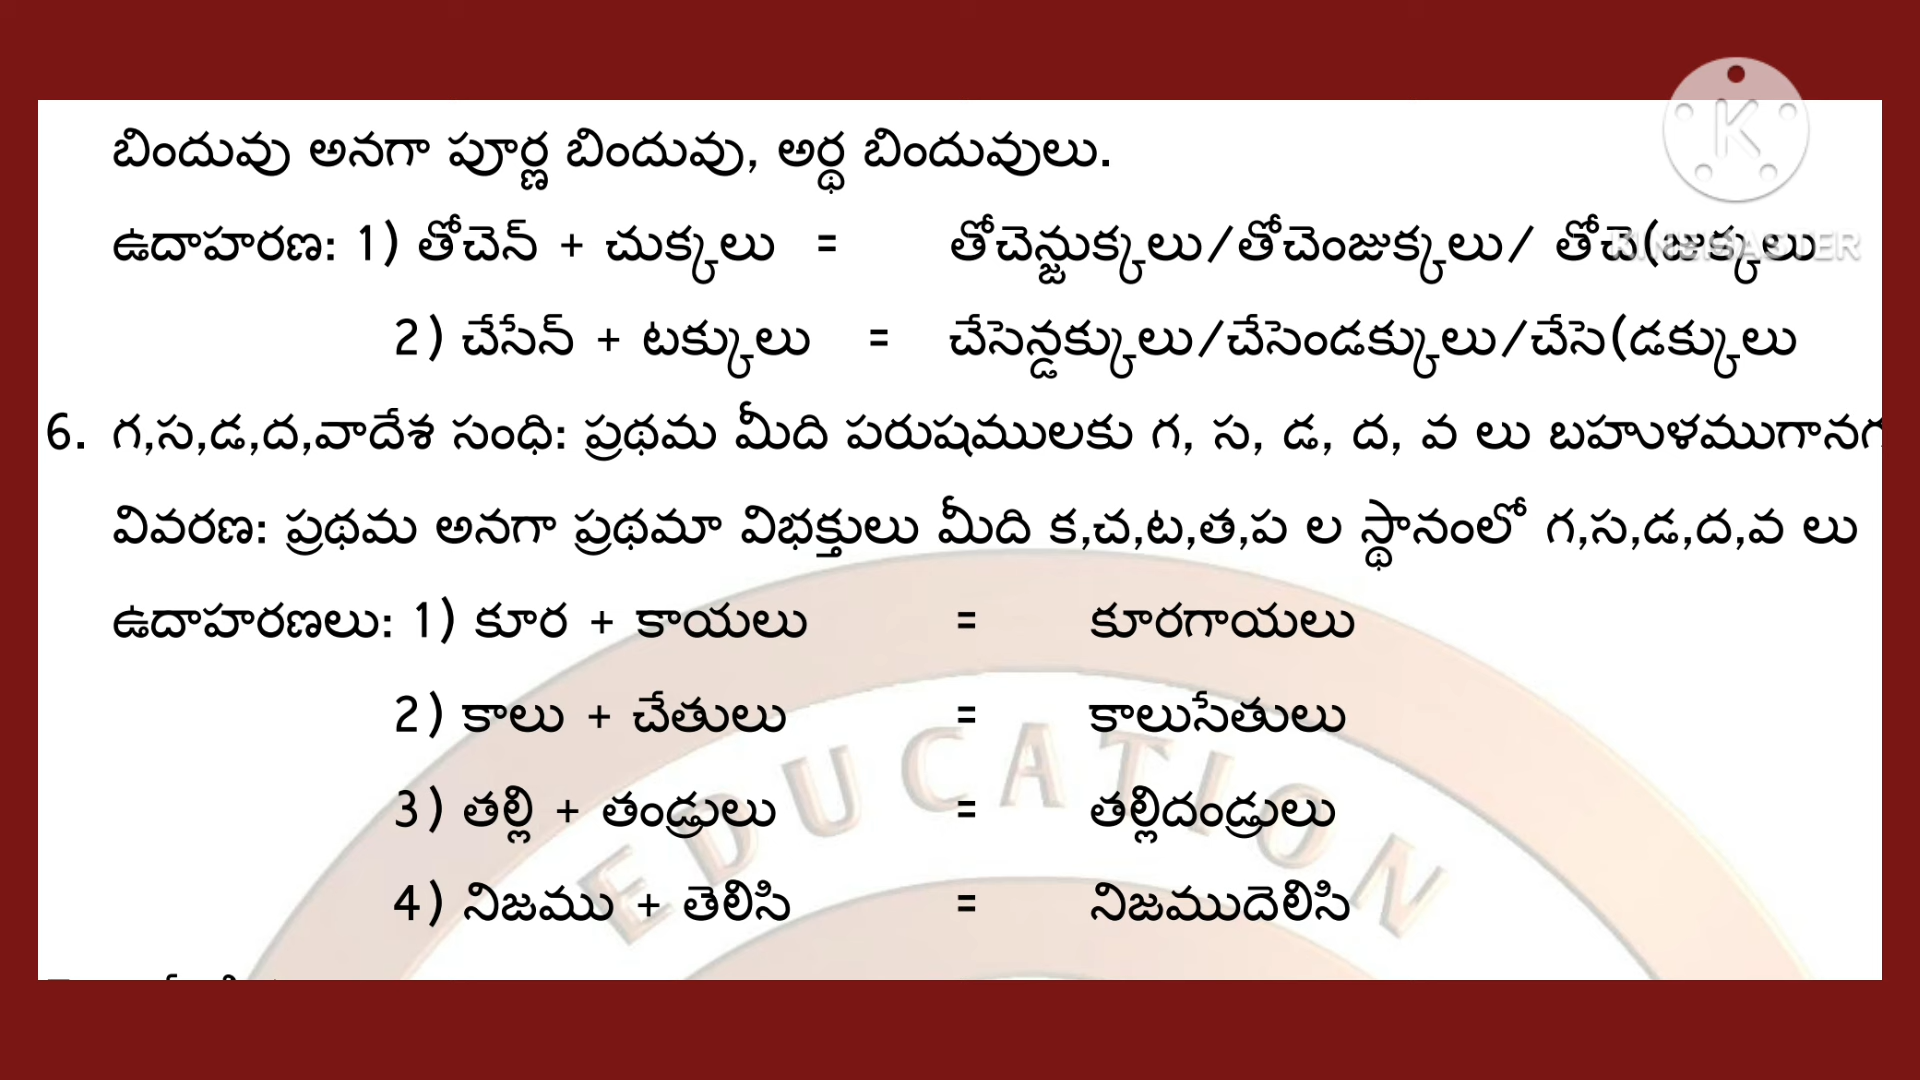 బిందువు అనగా పూర్ణ బిందువు, అర్థ బిందువులు.
ఉదాహరణ: 1) తోచెన్ + చుక్కలు = తోచెన్జుక్కలు/తోచెంజుక్కలు/ తోచె(జుక్కలు
2) చేసేన్ + టక్కులు = చేసెన్డక్కులు/చేసెండక్కులు/చేసె(డక్కులు
6. గ,స,డ,ద,వాదేశ సంధి: ప్రథమ మీది పరుషములకు గ, స, డ, ద, వ లు బహుళముగానగ
వివరణ: ప్రథమ అనగా ప్రథమా విభక్తులు మీది క,చ,ట,త,ప ల స్థానంలో గ,స,డ,ద,వ లు
ఉదాహరణలు: 1) కూర + కాయలు = కూరగాయలు
2) కాలు + చేతులు = కాలుసేతులు
3) తల్లి + తండ్రులు = తల్లిదండ్రులు
4) నిజము + తెలిసి = నిజముదెలిసి
EDUCATION
KINEMASTER